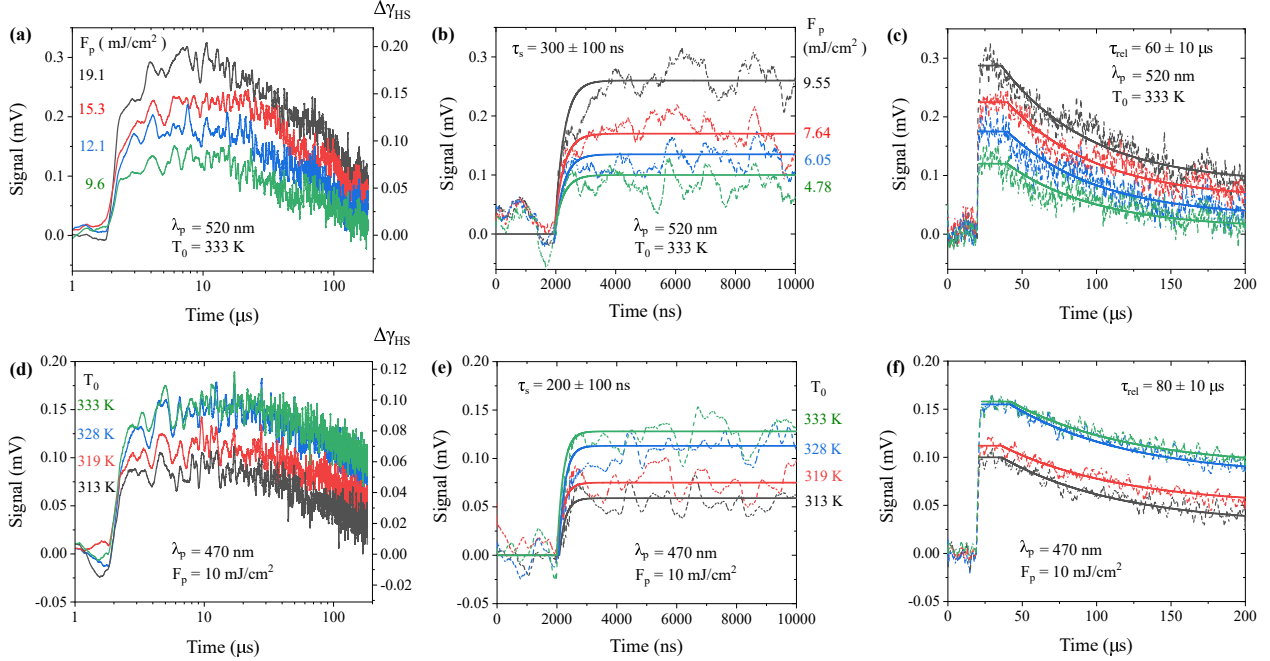 (a)
F_p ( mJ/cm²)
Δγ_HS
19.1
15.3
12.1
9.6
λ_p = 520 nm
T_0 = 333 K
Signal (mV)
0.3
0.2
0.1
0.0
0.20
0.15
0.10
0.05
0.00
1
10
100
Time (μs)
(b)
τ_s = 300 ± 100 ns
F_p
(mJ/cm²)
9.55
7.64
6.05
4.78
λ_p = 520 nm
T_0 = 333 K
Signal (mV)
0.3
0.2
0.1
0.0
0
2000
4000
6000
8000
10000
Time (ns)
(c)
τ_rel = 60 ± 10 μs
λ_p = 520 nm
T_0 = 333 K
Signal (mV)
0.3
0.2
0.1
0.0
0
50
100
150
200
Time (μs)
(d)
T_0
Δγ_HS
333 K
328 K
319 K
313 K
λ_p = 470 nm
F_p = 10 mJ/cm²
Signal (mV)
0.20
0.15
0.10
0.05
0.00
-0.05
0.12
0.10
0.08
0.06
0.04
0.02
0.00
-0.02
1
10
100
Time (μs)
(e)
τ_s = 200 ± 100 ns
T_0
333 K
328 K
319 K
313 K
λ_p = 470 nm
F_p = 10 mJ/cm²
Signal (mV)
0.20
0.15
0.10
0.05
0.00
-0.05
0
2000
4000
6000
8000
10000
Time (ns)
(f)
τ_rel = 80 ± 10 μs
λ_p = 470 nm
F_p = 10 mJ/cm²
Signal (mV)
0.20
0.15
0.10
0.05
0.00
-0.05
0
50
100
150
200
Time (μs)